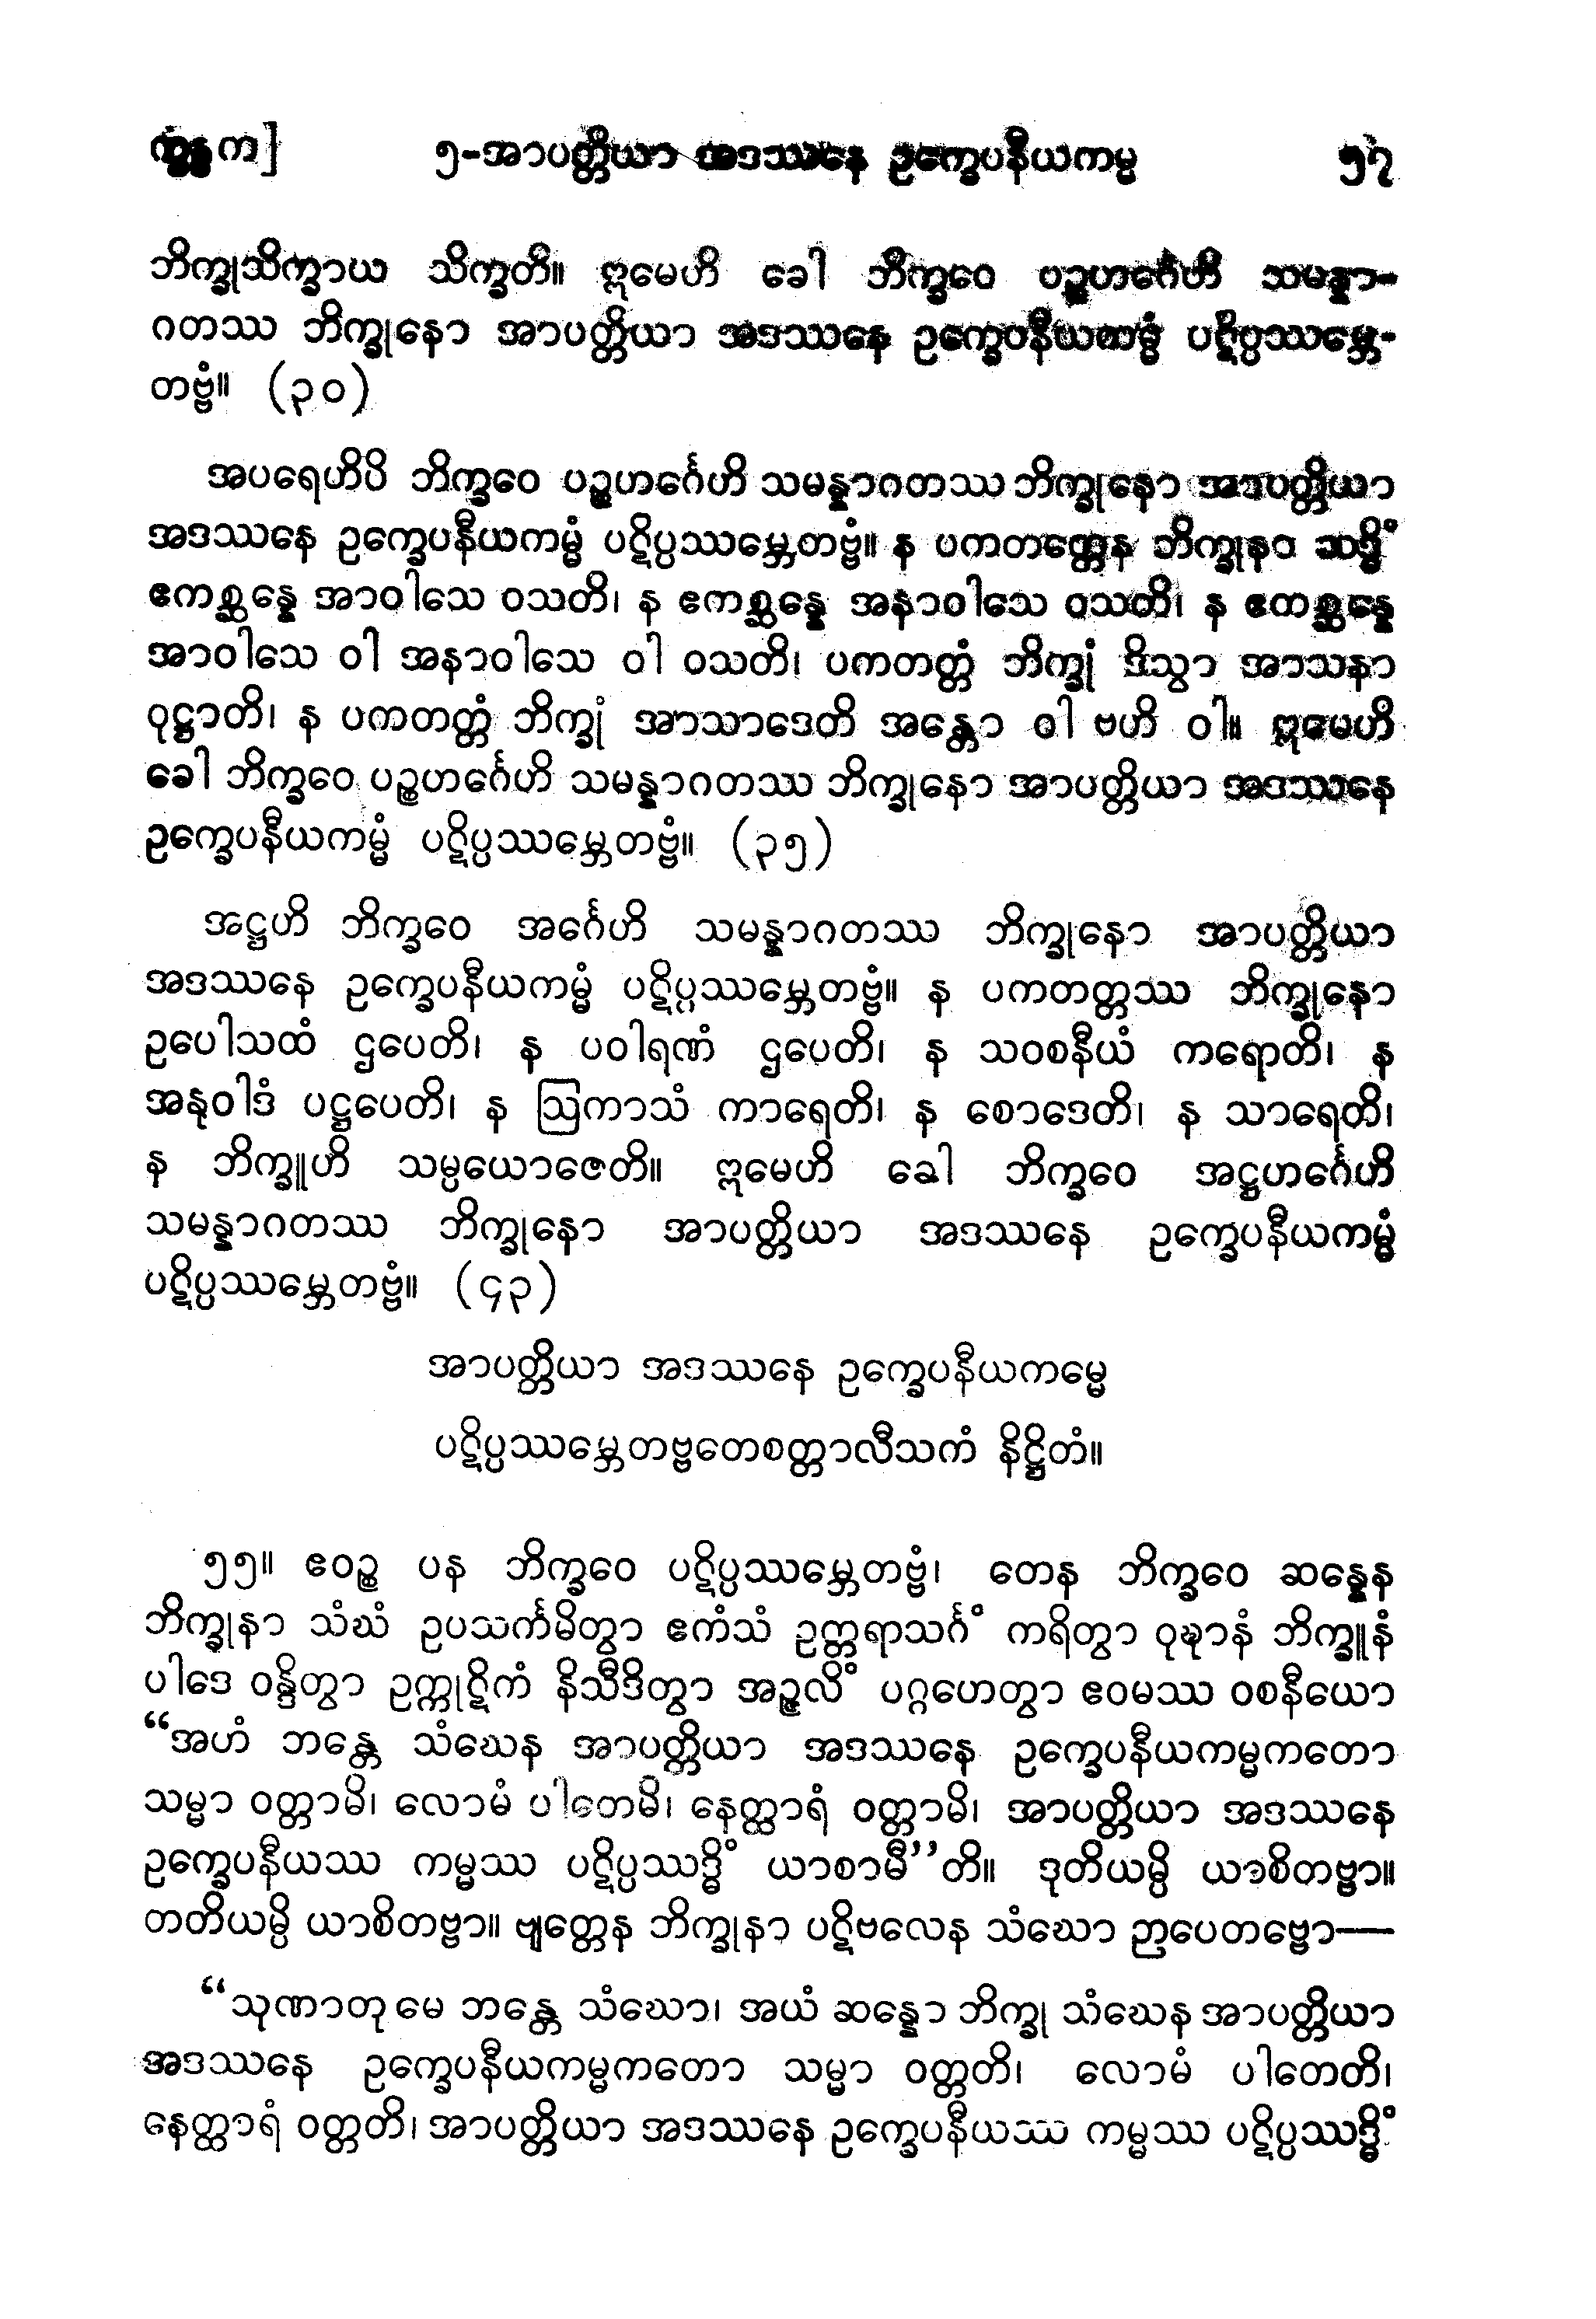 က္ခန္ဓက] ၅-အာပတ္တိယာ အဒဿနေ ဥက္ခေပနီယကမ္မ ၅၇
ဘိက္ခုသိက္ခာယ သိက္ခတိ။ ဣမေဟိ ခေါ ဘိက္ခဝေ ပဉ္စဟင်္ဂေဟိ သမန္နာ-
ဂတဿ ဘိက္ခုနော အာပတ္တိယာ အဒဿနေ ဥက္ခေပနီယကမ္မံ ပဋိပ္ပဿမ္ဘေ-
တဗ္ဗံ။ (၃၀)
အပရေဟိပိ ဘိက္ခဝေ ပဉ္စဟင်္ဂေဟိ သမန္နာဂတဿ ဘိက္ခုနော အာပတ္တိယာ
အဒဿနေ ဥက္ခေပနီယကမ္မံ ပဋိပ္ပဿမ္ဘေတဗ္ဗံ။ န ပကတတ္တေန ဘိက္ခုနာ သဒ္ဓိံ
ဧကစ္ဆန္နေ အာဝါသေ ဝသတိ၊ န ဧကစ္ဆန္နေ အနာဝါသေ ဝသတိ၊ န ဧကစ္ဆန္နေ
အာဝါသေ ဝါ အနာဝါသေ ဝါ ဝသတိ၊ ပကတတ္တံ ဘိက္ခုံ ဒိသွာ အာသနာ
ဝုဋ္ဌာတိ၊ န ပကတတ္တံ ဘိက္ခုံ အာသာဒေတိ အန္တော ဝါ ဗဟိ ဝါ။ ဣမေဟိ
ခေါ ဘိက္ခဝေ ပဉ္စဟင်္ဂေဟိ သမန္နာဂတဿ ဘိက္ခုနော အာပတ္တိယာ အဒဿနေ
ဥက္ခေပနီယကမ္မံ ပဋိပ္ပဿမ္ဘေတဗ္ဗံ။ (၃၅)
အဋ္ဌဟိ ဘိက္ခဝေ အင်္ဂေဟိ သမန္နာဂတဿ ဘိက္ခုနော အာပတ္တိယာ
အဒဿနေ ဥက္ခေပနီယကမ္မံ ပဋိပ္ပဿမ္ဘေတဗ္ဗံ။ န ပကတတ္တဿ ဘိက္ခုနော
ဥပေါသထံ ဌပေတိ၊ န ပဝါရဏံ ဌပေတိ၊ န သဝစနီယံ ကရောတိ၊ န
အနုဝါဒံ ပဋ္ဌပေတိ၊ န ဩကာသံ ကာရေတိ၊ န စောဒေတိ၊ န သာရေတိ၊
န ဘိက္ခူဟိ သမ္ပယောဇေတိ။ ဣမေဟိ ခေါ ဘိက္ခဝေ အဋ္ဌဟင်္ဂေဟိ
သမန္နာဂတဿ ဘိက္ခုနော အာပတ္တိယာ အဒဿနေ ဥက္ခေပနီယကမ္မံ
ပဋိပ္ပဿမ္ဘေတဗ္ဗံ။ (၄၃)
အာပတ္တိယာ အဒဿနေ ဥက္ခေပနီယကမ္မေ
ပဋိပ္ပဿမ္ဘေတဗ္ဗတေစတ္တာလီသကံ နိဋ္ဌိတံ။
၅၅။ ဧဝဉ္စ ပန ဘိက္ခဝေ ပဋိပ္ပဿမ္ဘေတဗ္ဗံ၊ တေန ဘိက္ခဝေ ဆန္နေန
ဘိက္ခုနာ သံဃံ ဥပသင်္ကမိတွာ ဧကံသံ ဥတ္တရာသင်္ဂံ ကရိတွာ ဝုဍ္ဎာနံ ဘိက္ခူနံ
ပါဒေ ဝန္ဒိတွာ ဥက္ကုဋိကံ နိသီဒိတွာ အဉ္ဇလိံ ပဂ္ဂဟေတွာ ဧဝမဿ ဝစနီယော
“အဟံ ဘန္တေ သံဃေန အာပတ္တိယာ အဒဿနေ ဥက္ခေပနီယကမ္မကတော
သမ္မာ ဝတ္တာမိ၊ လောမံ ပါတေမိ၊ နေတ္ထာရံ ဝတ္တာမိ၊ အာပတ္တိယာ အဒဿနေ
ဥက္ခေပနီယဿ ကမ္မဿ ပဋိပ္ပဿဒ္ဓိံ ယာစာမီ”တိ။ ဒုတိယမ္ပိ ယာစိတဗ္ဗာ။
တတိယမ္ပိ ယာစိတဗ္ဗာ။ ဗျတ္တေန ဘိက္ခုနာ ပဋိဗလေန သံဃော ဉာပေတဗ္ဗော—
“သုဏာတု မေ ဘန္တေ သံဃော၊ အယံ ဆန္နော ဘိက္ခု သံဃေန အာပတ္တိယာ
အဒဿနေ ဥက္ခေပနီယကမ္မကတော သမ္မာ ဝတ္တတိ၊ လောမံ ပါတေတိ၊
နေတ္ထာရံ ဝတ္တတိ၊ အာပတ္တိယာ အဒဿနေ ဥက္ခေပနီယဿ ကမ္မဿ ပဋိပ္ပဿဒ္ဓိံ